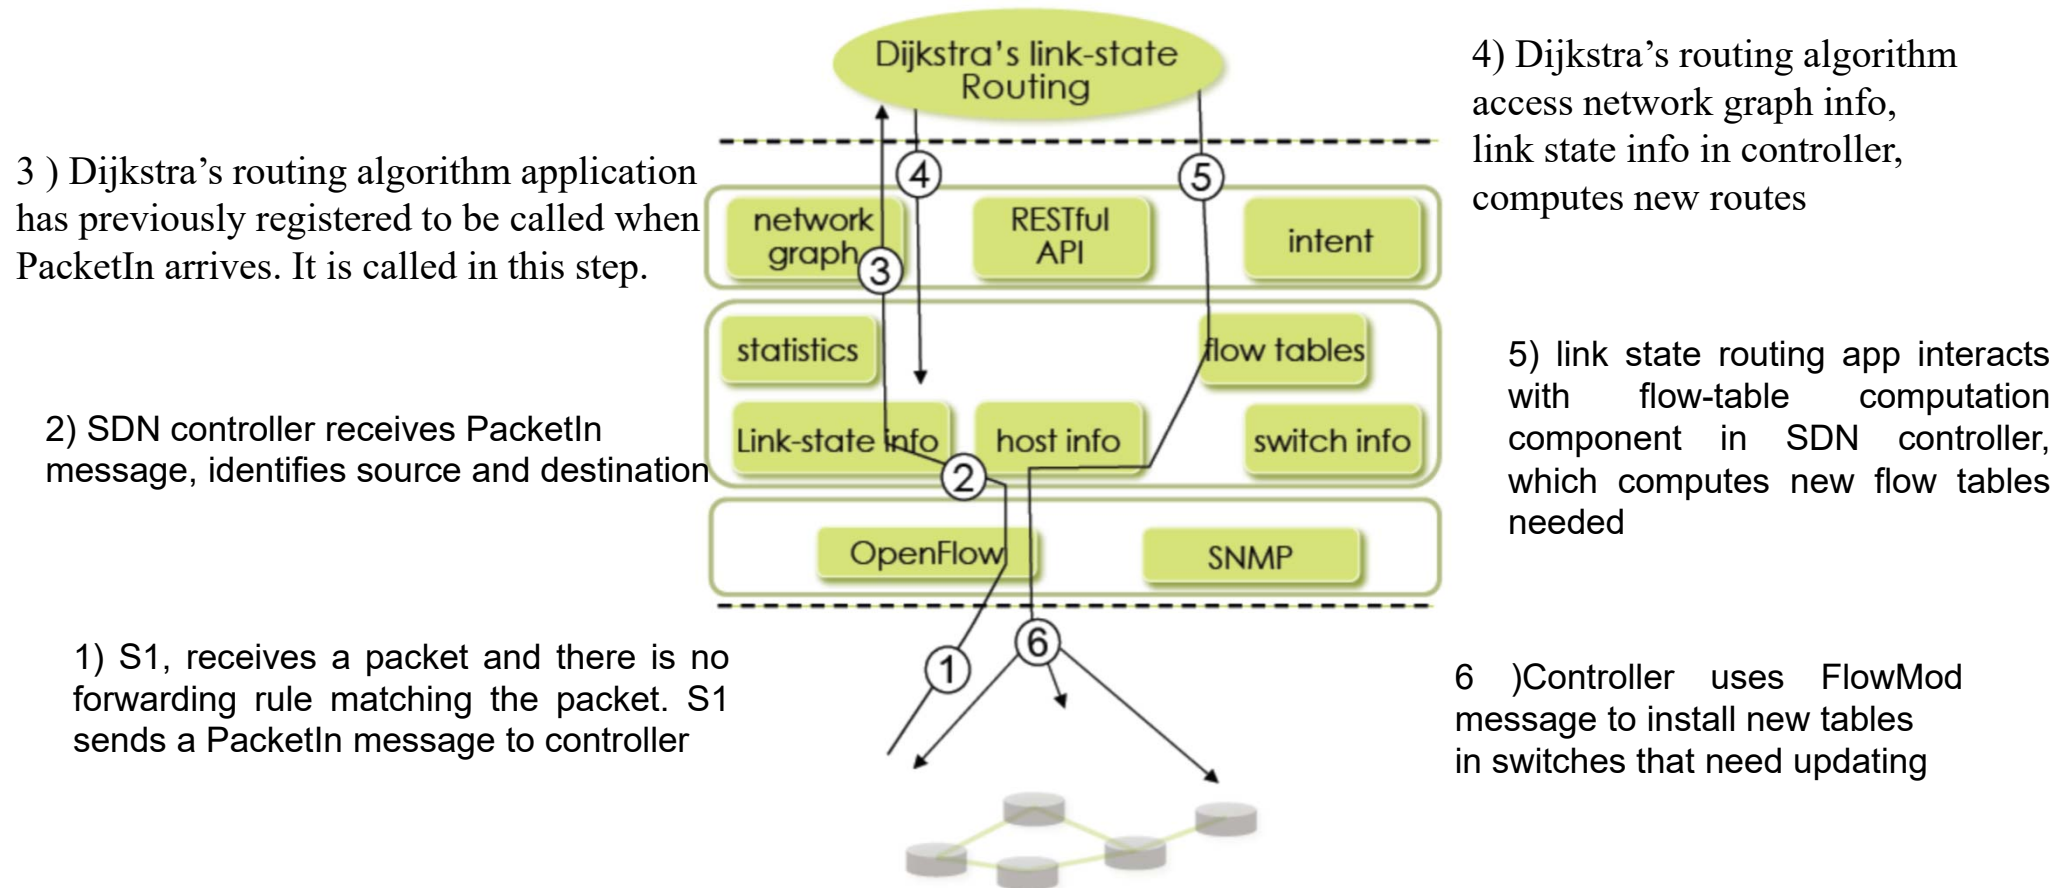 Dijkstra's link-state
Routing
4) Dijkstra's routing algorithm
access network graph info,
link state info in controller,
computes new routes
3 ) Dijkstra's routing algorithm application
has previously registered to be called when
PacketIn arrives. It is called in this step.
4
5
network
graph
RESTful
API
intent
3
statistics
flow tables
5) link state routing app interacts
with flow-table computation
component in SDN controller,
which computes new flow tables
needed
2) SDN controller receives PacketIn
message, identifies source and destination
Link-state info
host info
switch info
2
OpenFlow
SNMP
1) S1, receives a packet and there is no
forwarding rule matching the packet. S1
sends a PacketIn message to controller
1
6
6 )Controller uses FlowMod
message to install new tables
in switches that need updating